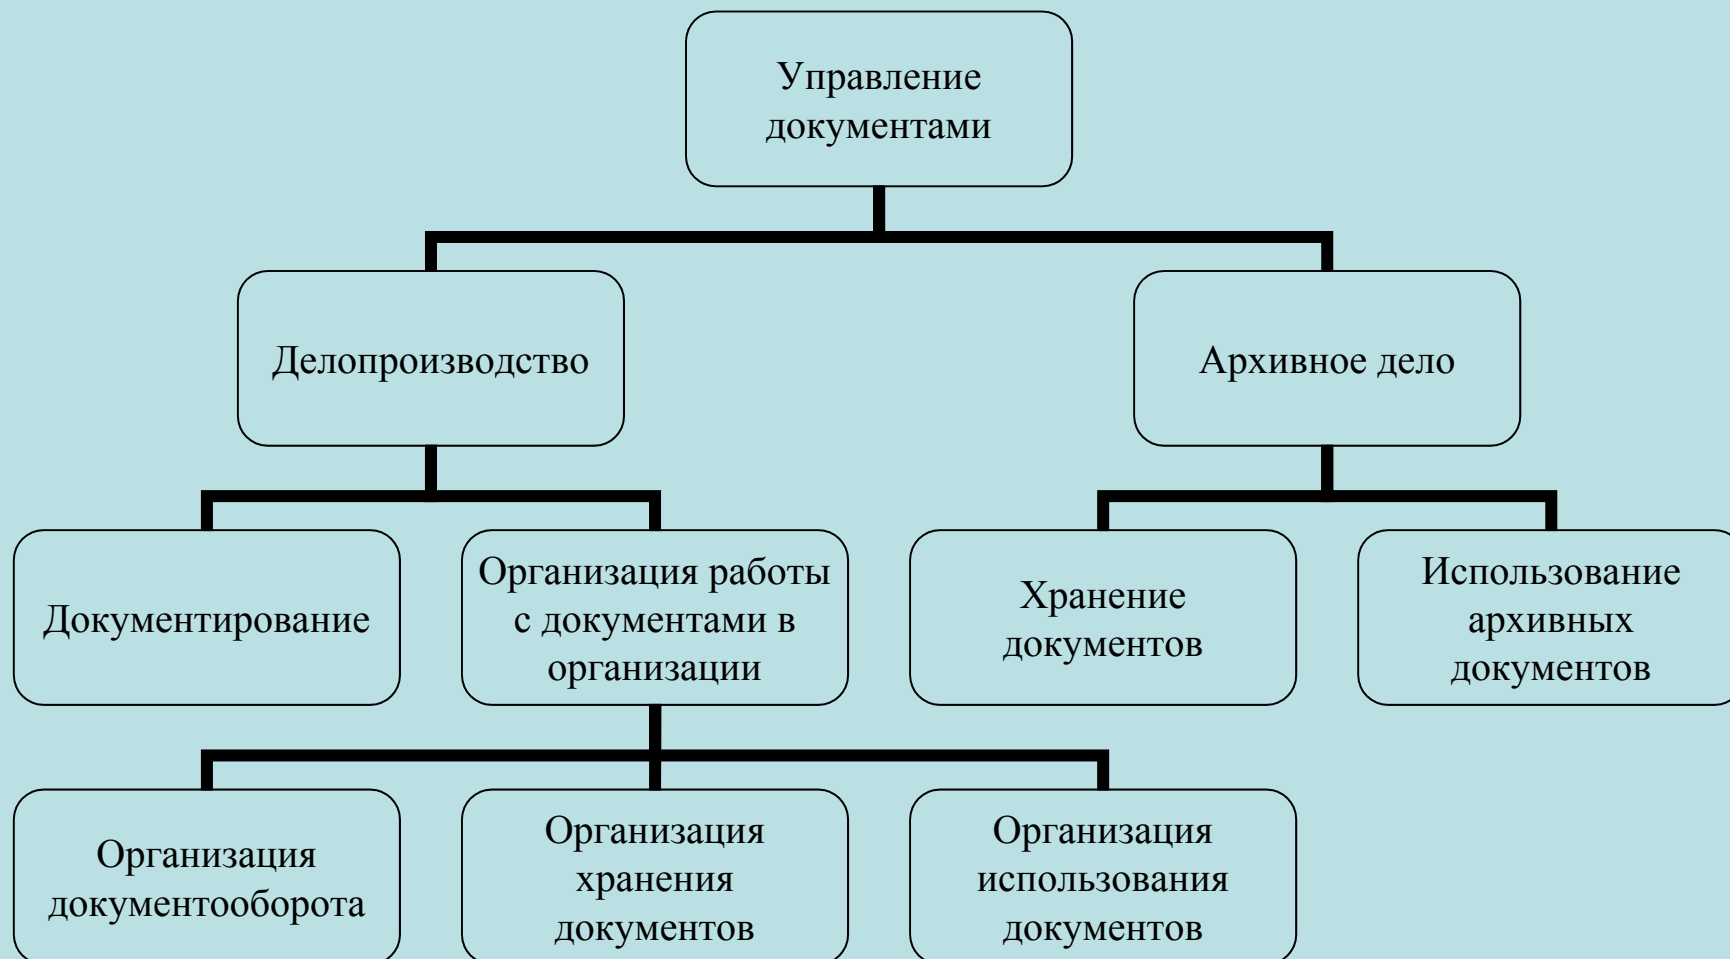 Управление
документами
Делопроизводство
Архивное дело
Документирование
Организация работы
с документами в
организации
Хранение
документов
Использование
архивных
документов
Организация
документооборота
Организация
хранения
документов
Организация
использования
документов